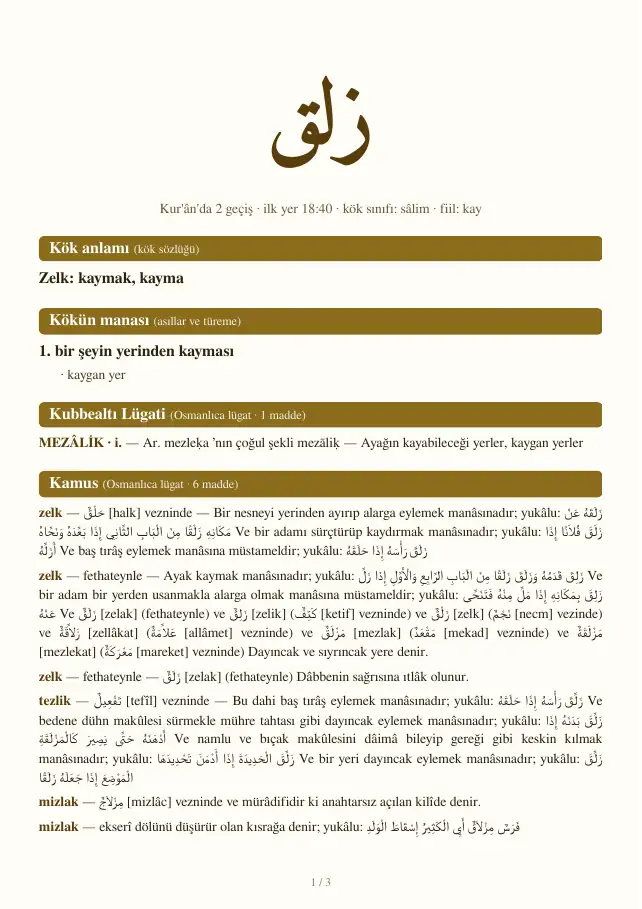 زلق
Kur'ân'da 2 geçiş · ilk yer 18:40 · kök sınıfı: sâlim · fiil: kay
Kök anlamı (kök sözlüğü)
Zelk: kaymak, kayma
Kökün manası (asıllar ve türeme)
1. bir şeyin yerinden kayması
· kaygan yer
Kubbealtı Lügati (Osmanlıca lügat · 1 madde)
MEZÂLİK · i. — Ar. mezleḳa 'nın çoğul şekli mezāliḳ — Ayağın kayabileceği yerler, kaygan yerler
Kamus (Osmanlıca lügat · 6 madde)
zelk — حَلْقٌ [halk] vezninde — Bir nesneyi yerinden ayırıp alarga eylemek manâsınadır; yukâlu: زَلَقَهُ عَنْ
مَكَانِهِ زَلْقًا مِنَ الْبَابِ الثَّانِي إِذَا بَعَّدَهُ وَنَحَّاهُ Ve bir adamı sürçtürüp kaydırmak manâsınadır; yukâlu: زَلَقَ فُلَانًا إِذَا
أَزَلَّهُ Ve baş tırâş eylemek manâsına müstameldir; yukâlu: زَلَقَ رَأْسَهُ إِذَا حَلَقَهُ
zelk — fethateynle — Ayak kaymak manâsınadır; yukâlu: زَلِقَ قَدَمُهُ وَزَلَقَ زَلَقًا مِنَ الْبَابِ الرَّابِعِ وَالْأَوَّلِ إِذَا زَلَّ Ve
bir adam bir yerden usanmakla alarga olmak manâsına müstameldir; yukâlu: زَلِقَ بِمَكَانِهِ إِذَا مَلَّ مِنْهُ فَتَنَحَّى
عَنْهُ Ve زَلَقٌ [zelak] (fethateynle) ve زَلِقٌ [zelik] (كَتِفٌ [ketif] vezninde) ve زَلْقٌ [zelk] (نَجْمٌ [necm] vezinde)
ve زَلَّاقَةٌ [zellâkat] (عَلَّامَةٌ [allâmet] vezninde) ve مَزْلَقٌ [mezlak] (مَقْعَدٌ [mekad] vezninde) ve مَزْلَقَةٌ
[mezlekat] (مَعْرَكَةٌ [mareket] vezninde) Dayıncak ve sıyrıncak yere denir.
zelk — fethateynle — زَلَقٌ [zelak] (fethateynle) Dâbbenin sağrısına ıtlâk olunur.
tezlik — تَفْعِيلٌ [tefîl] vezninde — Bu dahi baş tırâş eylemek manâsınadır; yukâlu: زَلَّقَ رَأْسَهُ إِذَا حَلَقَهُ Ve
bedene dühn makûlesi sürmekle mühre tahtası gibi dayıncak eylemek manâsınadır; yukâlu: زَلَّقَ بَدَنَهُ إِذَا
أَدْهَنَهُ حَتَّى يَصِيرَ كَالْمَزْلَقَةِ Ve namlu ve bıçak makûlesini dâimâ bileyip gereği gibi keskin kılmak
manâsınadır; yukâlu: زَلَّقَ الْحَدِيدَةَ إِذَا أَدْمَنَ تَحْدِيدَهَا Ve bir yeri dayıncak eylemek manâsınadır; yukâlu: زَلَّقَ
الْمَوْضِعَ إِذَا جَعَلَهُ زَلَقًا
mizlak — مِزْلَاجٌ [mizlâc] vezninde ve mürâdifidir ki anahtarsız açılan kilîde denir.
mizlak — ekserî dölünü düşürür olan kısrağa denir; yukâlu: فَرَسٌ مِزْلَاقٌ أَيِ الْكَثِيرُ إِسْقَاطَ الْوَلَدِ
1 / 3